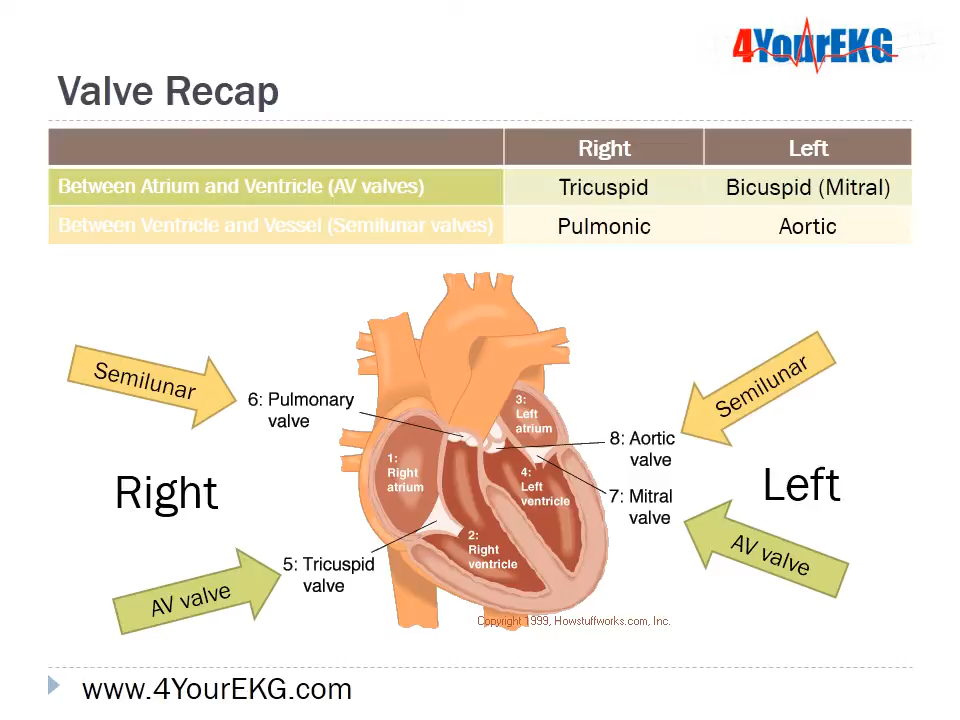 4YourEKG
Valve Recap
Right Left
Between Atrium and Ventricle (AV valves) Tricuspid Bicuspid (Mitral)
Between Ventricle and Vessel (Semilunar valves) Pulmonic Aortic
Semilunar
Semilunar
6: Pulmonary
valve
3:
Left
atrium
8: Aortic
valve
1:
Right
atrium
4:
Left
ventricle
7: Mitral
valve
Right
Left
2:
Right
ventricle
5: Tricuspid
valve
AV valve
AV valve
Copyright 1999, Howstuffworks.com, Inc.
www.4YourEKG.com